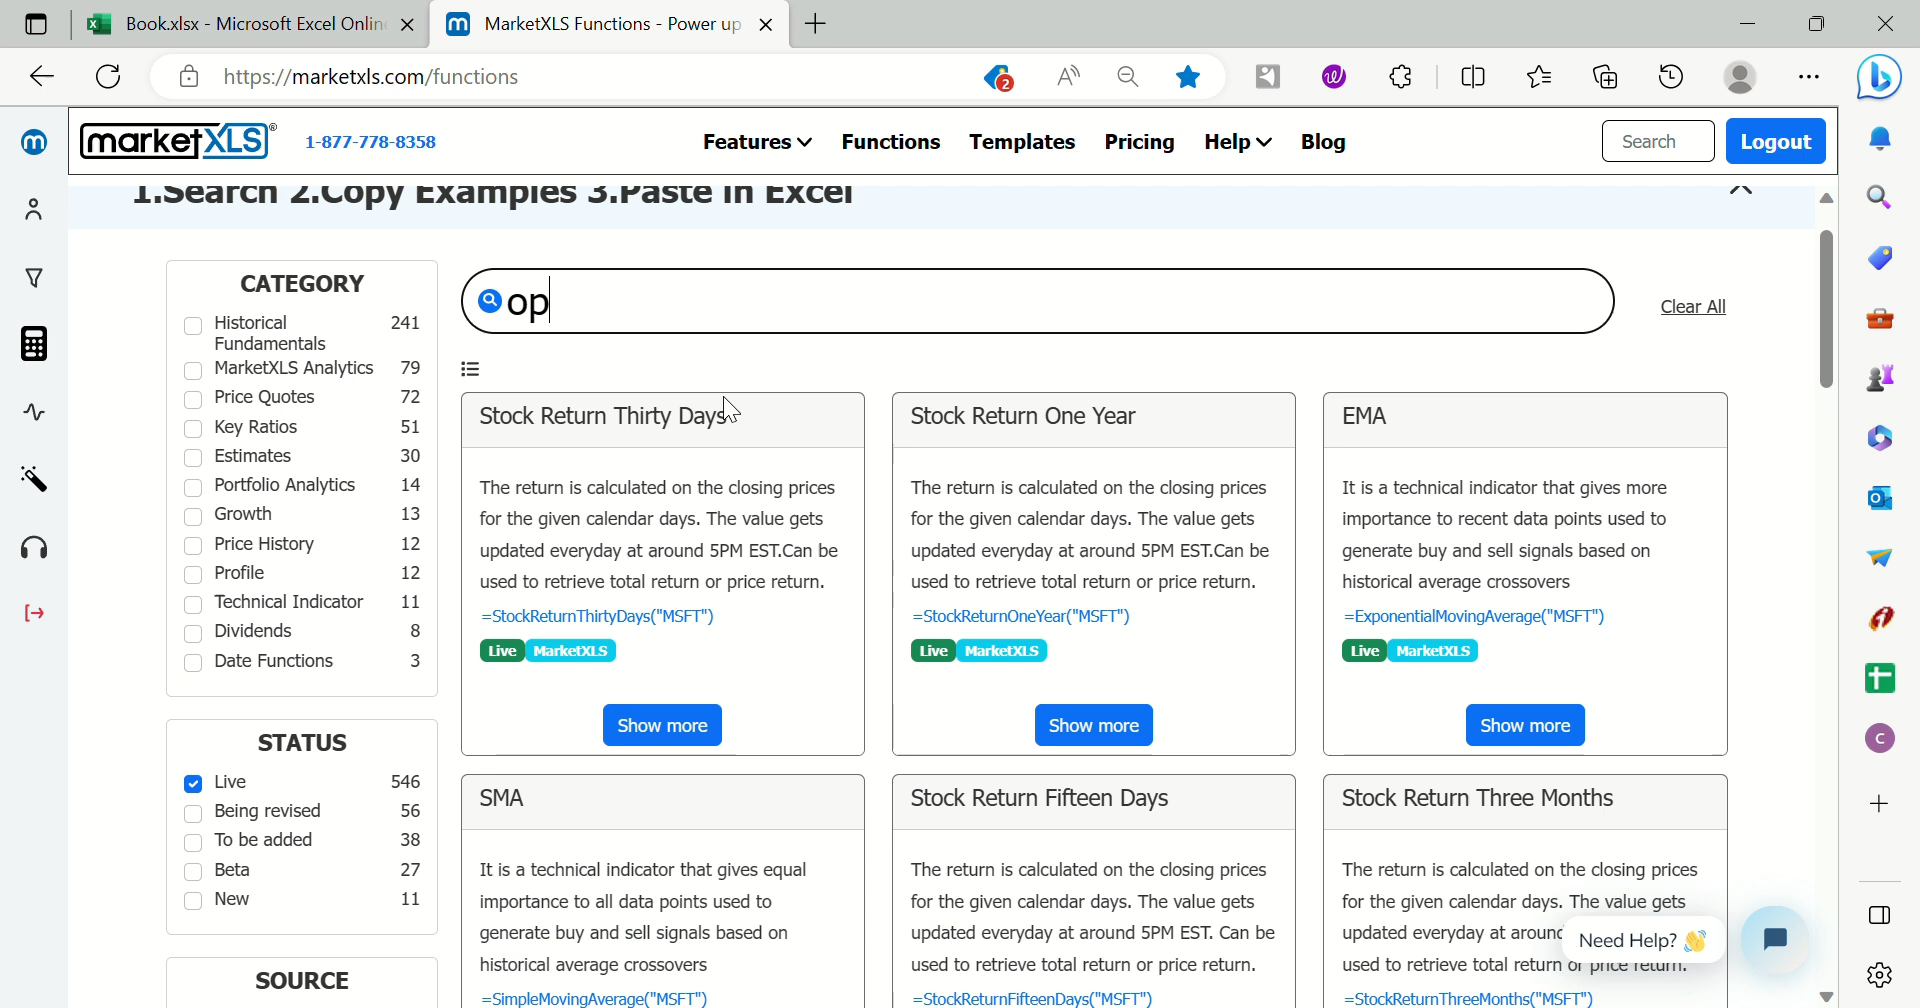 Book.xlsx - Microsoft Excel Online
MarketXLS Functions - Power up
https://marketxls.com/functions
2
marketXLS®
1-877-778-8358
Features
Functions
Templates
Pricing
Help
Blog
Search
Logout
1.Search 2.Copy Examples 3.Paste in Excel
CATEGORY
Historical Fundamentals 241
MarketXLS Analytics 79
Price Quotes 72
Key Ratios 51
Estimates 30
Portfolio Analytics 14
Growth 13
Price History 12
Profile 12
Technical Indicator 11
Dividends 8
Date Functions 3
STATUS
Live 546
Being revised 56
To be added 38
Beta 27
New 11
SOURCE
op
Clear All
Stock Return Thirty Days
The return is calculated on the closing prices
for the given calendar days. The value gets
updated everyday at around 5PM EST.Can be
used to retrieve total return or price return.
=StockReturnThirtyDays("MSFT")
Live MarketXLS
Show more
Stock Return One Year
The return is calculated on the closing prices
for the given calendar days. The value gets
updated everyday at around 5PM EST.Can be
used to retrieve total return or price return.
=StockReturnOneYear("MSFT")
Live MarketXLS
Show more
EMA
It is a technical indicator that gives more
importance to recent data points used to
generate buy and sell signals based on
historical average crossovers
=ExponentialMovingAverage("MSFT")
Live MarketXLS
Show more
SMA
It is a technical indicator that gives equal
importance to all data points used to
generate buy and sell signals based on
historical average crossovers
=SimpleMovingAverage("MSFT")
Stock Return Fifteen Days
The return is calculated on the closing prices
for the given calendar days. The value gets
updated everyday at around 5PM EST. Can be
used to retrieve total return or price return.
=StockReturnFifteenDays("MSFT")
Stock Return Three Months
The return is calculated on the closing prices
for the given calendar days. The value gets
updated everyday at around
used to retrieve total return or price return.
=StockReturnThreeMonths("MSFT")
Need Help? 👋
C